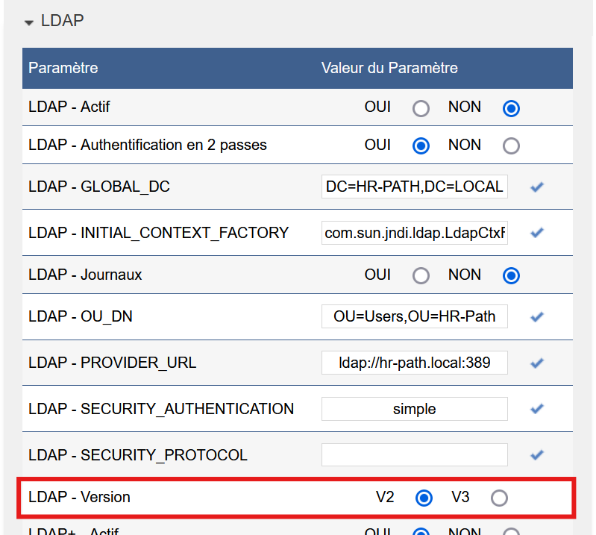 LDAP
Paramètre Valeur du Paramètre
LDAP - Actif OUI NON
LDAP - Authentification en 2 passes OUI NON
LDAP - GLOBAL_DC DC=HR-PATH,DC=LOCAL
LDAP - INITIAL_CONTEXT_FACTORY com.sun.jndi.ldap.LdapCtxF
LDAP - Journaux OUI NON
LDAP - OU_DN OU=Users,OU=HR-Path
LDAP - PROVIDER_URL ldap://hr-path.local:389
LDAP - SECURITY_AUTHENTICATION simple
LDAP - SECURITY_PROTOCOL
LDAP - Version V2 V3
LDAP+ - Actif OUI NON